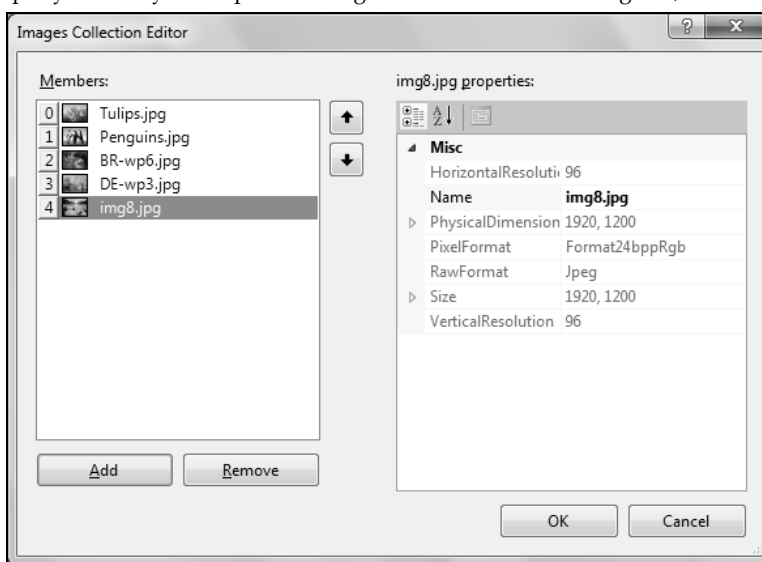 Images Collection Editor
? X
Members:
0 Tulips.jpg
1 Penguins.jpg
2 BR-wp6.jpg
3 DE-wp3.jpg
4 img8.jpg
Add Remove
img8.jpg properties:
A Z
Misc
HorizontalResoluti 96
Name img8.jpg
PhysicalDimension 1920, 1200
PixelFormat Format24bppRgb
RawFormat Jpeg
Size 1920, 1200
VerticalResolution 96
OK Cancel